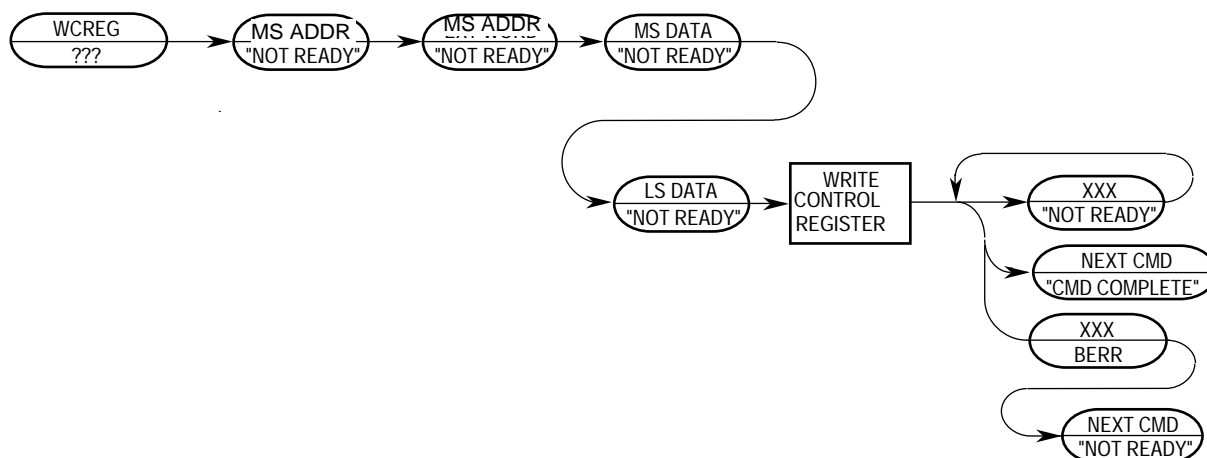 WCREG
???
MS ADDR
"NOT READY"
MS ADDR
"NOT READY"
MS DATA
"NOT READY"
LS DATA
"NOT READY"
WRITE
CONTROL
REGISTER
XXX
"NOT READY"
NEXT CMD
"CMD COMPLETE"
XXX
BERR
NEXT CMD
"NOT READY"